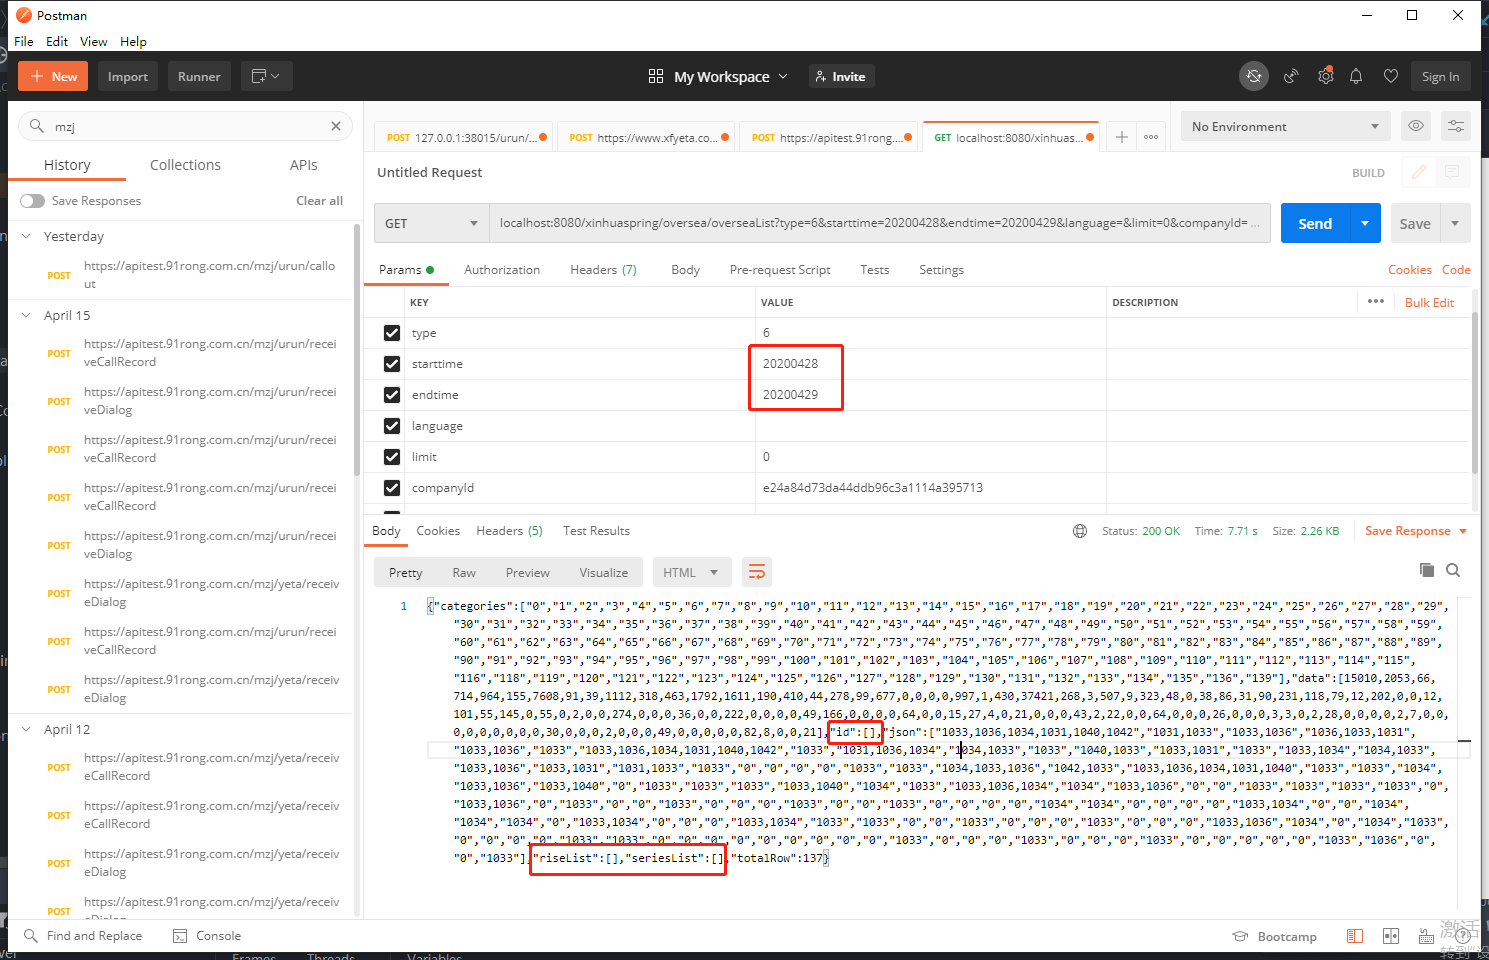 Postman
File Edit View Help
New Import Runner My Workspace Invite Sign In
mzj
History Collections APIs
Save Responses Clear all
Yesterday
POST https://apitest.91rong.com.cn/mzj/urun/callo
ut
April 15
POST https://apitest.91rong.com.cn/mzj/urun/recei
veCallRecord
POST https://apitest.91rong.com.cn/mzj/urun/recei
veDialog
POST https://apitest.91rong.com.cn/mzj/urun/recei
veCallRecord
POST https://apitest.91rong.com.cn/mzj/urun/recei
veCallRecord
POST https://apitest.91rong.com.cn/mzj/urun/recei
veDialog
POST https://apitest.91rong.com.cn/mzj/yeta/receiv
eDialog
POST https://apitest.91rong.com.cn/mzj/urun/recei
veCallRecord
POST https://apitest.91rong.com.cn/mzj/yeta/receiv
eDialog
April 12
POST https://apitest.91rong.com.cn/mzj/yeta/receiv
eCallRecord
POST https://apitest.91rong.com.cn/mzj/yeta/receiv
eCallRecord
POST https://apitest.91rong.com.cn/mzj/yeta/receiv
eDialog
POST https://apitest.91rong.com.cn/mzj/yeta/receiv
POST 127.0.0.1:38015/urun/... POST https://www.xfyeta.co... POST https://apitest.91rong.... GET localhost:8080/xinhuas... No Environment
Untitled Request BUILD
GET localhost:8080/xinhuaspring/oversea/overseaList?type=6&starttime=20200428&endtime=20200429&language=&limit=0&companyId= ... Send Save
Params Authorization Headers (7) Body Pre-request Script Tests Settings Cookies Code
KEY VALUE DESCRIPTION Bulk Edit
type 6
starttime 20200428
endtime 20200429
language
limit 0
companyId e24a84d73da44ddb96c3a1114a395713
Body Cookies Headers (5) Test Results Status: 200 OK Time: 7.71 s Size: 2.26 KB Save Response
Pretty Raw Preview Visualize HTML
1 {"categories":["0","1","2","3","4","5","6","7","8","9","10","11","12","13","14","15","16","17","18","19","20","21","22","23","24","25","26","27","28","29",
"30","31","32","33","34","35","36","37","38","39","40","41","42","43","44","45","46","47","48","49","50","51","52","53","54","55","56","57","58","59",
"60","61","62","63","64","65","66","67","68","69","70","71","72","73","74","75","76","77","78","79","80","81","82","83","84","85","86","87","88","89",
"90","91","92","93","94","95","96","97","98","99","100","101","102","103","104","105","106","107","108","109","110","111","112","113","114","115",
"116","118","119","120","121","122","123","124","125","126","127","128","129","130","131","132","133","134","135","136","139"],"data":[15010,2053,66,
714,964,155,7608,91,39,1112,318,463,1792,1611,190,410,44,278,99,677,0,0,0,0,997,1,430,37421,268,3,507,9,323,48,0,38,86,31,90,231,118,79,12,202,0,0,12,
101,55,145,0,55,0,2,0,0,274,0,0,0,36,0,0,222,0,0,0,0,49,166,0,0,0,0,64,0,0,15,27,4,0,21,0,0,0,43,2,22,0,0,64,0,0,0,26,0,0,0,3,3,0,2,28,0,0,0,0,2,7,0,0,
0,0,0,0,0,0,0,30,0,0,0,0,2,0,0,0,49,0,0,0,0,0,82,8,0,0,21],"id":[],"json":["1033,1036,1034,1031,1040,1042","1031,1033","1033,1036","1036,1033,1031",
"1033,1036","1033","1033,1036,1034,1031,1040,1042","1033","1031,1036,1034","1034,1033","1033","1040,1033","1033,1031","1033","1033,1034","1034,1033",
"1033,1036","1033,1031","1031,1033","1033","0","0","0","0","1033","1033","1034,1033,1036","1042,1033","1033,1036,1034,1031,1040","1033","1033","1034",
"1033,1036","1033,1040","0","1033","1033","1033","1033,1040","1034","1033","1033,1036,1034","1034","1033,1036","0","0","1033","1033","1033","1033","0",
"1033,1036","0","1033","0","0","1033","0","0","0","1033","0","0","1033","0","0","0","0","1034","1034","0","0","0","0","1033,1034","0","0","1034",
"1034","1034","0","1033,1034","0","0","0","1033,1034","1033","1033","0","0","1033","0","0","0","1033","0","0","0","1033,1036","1034","0","1034","1033",
"0","0","0","0","1033","1033","0","0","0","0","0","0","0","0","0","1033","0","0","0","1033","0","0","0","1033","0","0","0","0","0","1033","1036","0",
"0","1033"],"riseList":[],"seriesList":[],"totalRow":137}
Find and Replace Console Bootcamp
激活
Frames Threads Variables